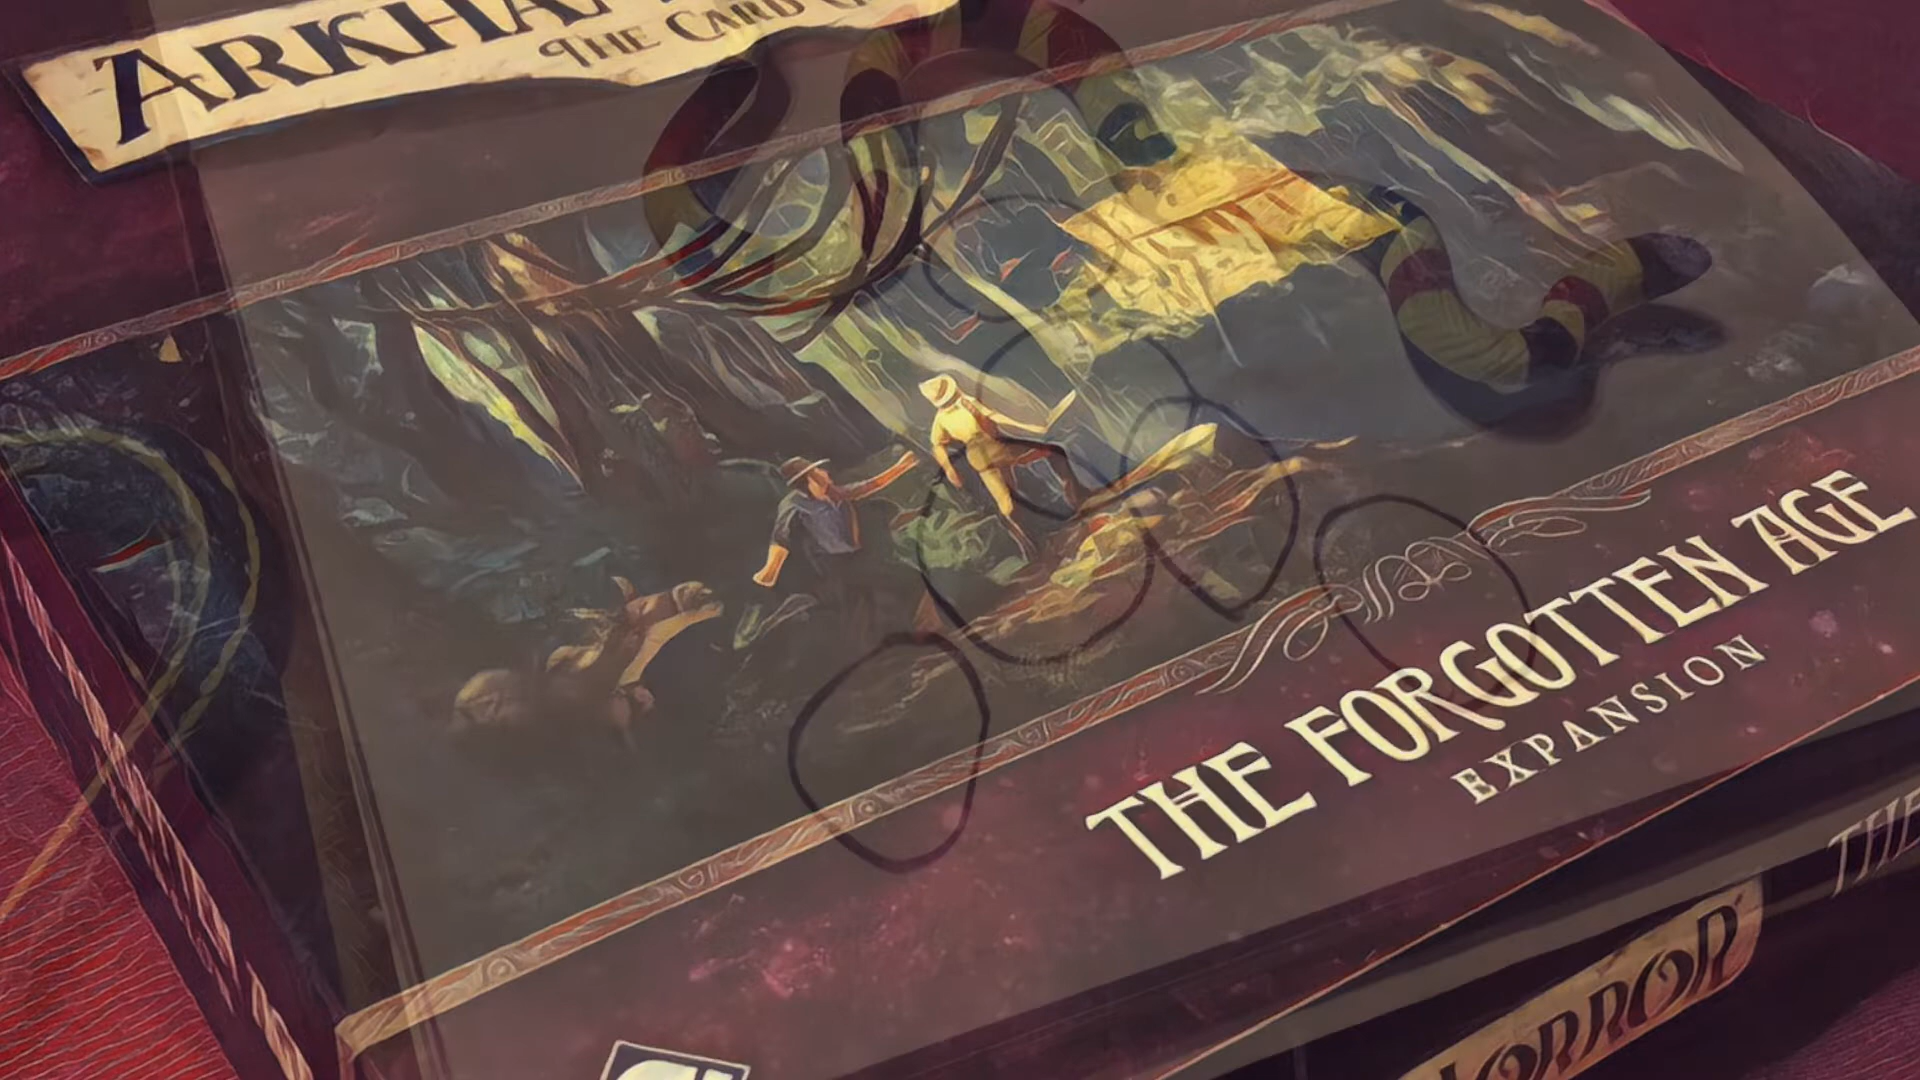 ARKHA
THE CARD
THE FORGOTTEN AGE
EXPANSION
THE
HORROR